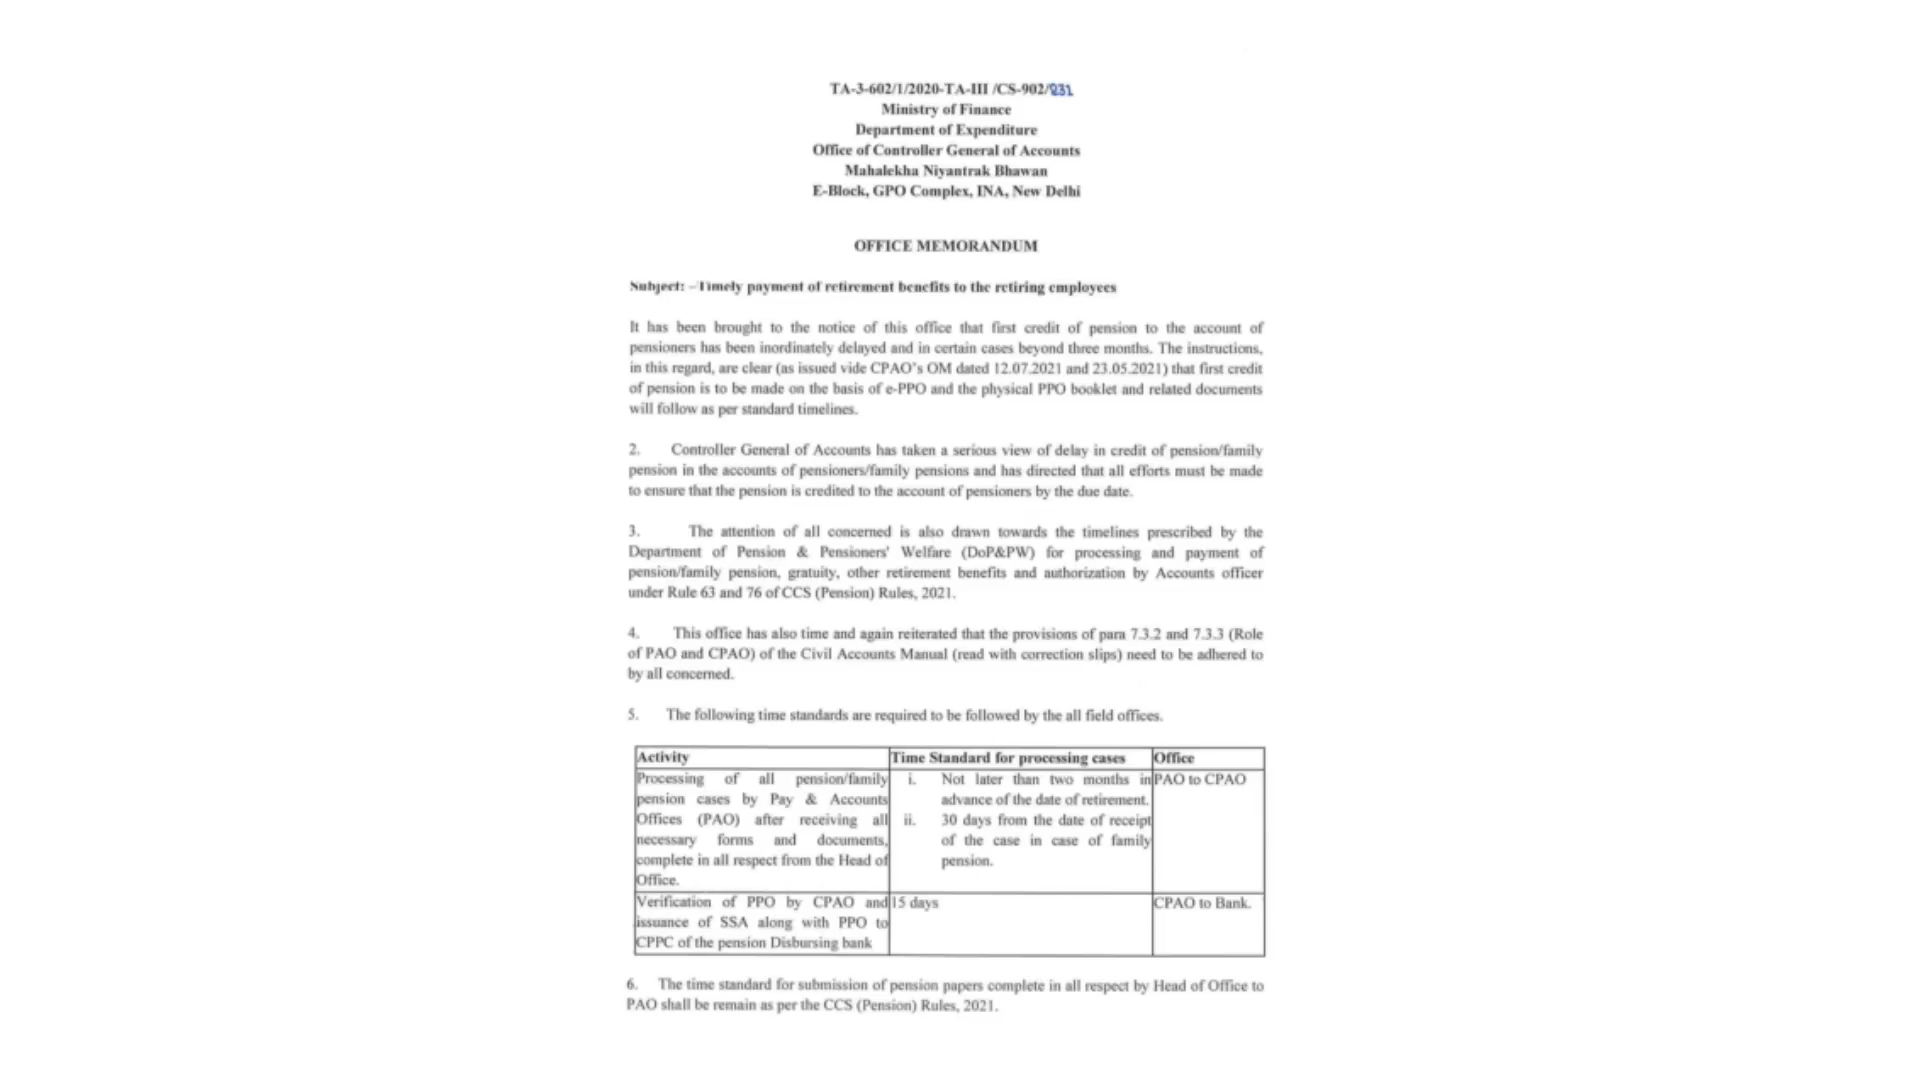 TA-3-602/1/2020-TA-III /CS-902/231
Ministry of Finance
Department of Expenditure
Office of Controller General of Accounts
Mahalekha Niyantrak Bhawan
E-Block, GPO Complex, INA, New Delhi
OFFICE MEMORANDUM
Subject: –Timely payment of retirement benefits to the retiring employees
It has been brought to the notice of this office that first credit of pension to the account of
pensioners has been inordinately delayed and in certain cases beyond three months. The instructions,
in this regard, are clear (as issued vide CPAO's OM dated 12.07.2021 and 23.05.2021) that first credit
of pension is to be made on the basis of e-PPO and the physical PPO booklet and related documents
will follow as per standard timelines.
2. Controller General of Accounts has taken a serious view of delay in credit of pension/family
pension in the accounts of pensioners/family pensions and has directed that all efforts must be made
to ensure that the pension is credited to the account of pensioners by the due date.
3. The attention of all concerned is also drawn towards the timelines prescribed by the
Department of Pension & Pensioners' Welfare (DoP&PW) for processing and payment of
pension/family pension, gratuity, other retirement benefits and authorization by Accounts officer
under Rule 63 and 76 of CCS (Pension) Rules, 2021.
4. This office has also time and again reiterated that the provisions of para 7.3.2 and 7.3.3 (Role
of PAO and CPAO) of the Civil Accounts Manual (read with correction slips) need to be adhered to
by all concerned.
5. The following time standards are required to be followed by the all field offices.
Activity
Time Standard for processing cases
Office
Processing of all pension/family
pension cases by Pay & Accounts
Offices (PAO) after receiving all
necessary forms and documents,
complete in all respect from the Head of
Office.
i. Not later than two months in
advance of the date of retirement.
ii. 30 days from the date of receipt
of the case in case of family
pension.
PAO to CPAO
Verification of PPO by CPAO and
issuance of SSA along with PPO to
CPPC of the pension Disbursing bank
15 days
CPAO to Bank.
6. The time standard for submission of pension papers complete in all respect by Head of Office to
PAO shall be remain as per the CCS (Pension) Rules, 2021.